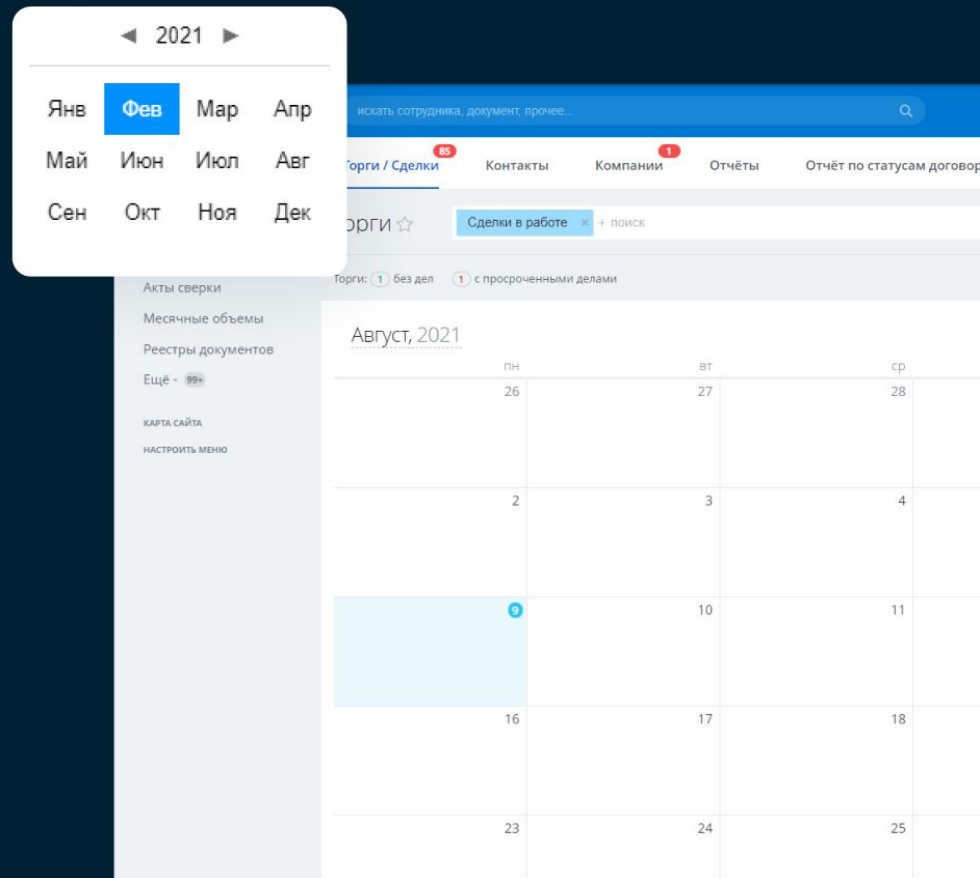 ◀ 2021 ▶
Янв Фев Мар Апр
Май Июн Июл Авг
Сен Окт Ноя Дек
искать сотрудника, документ, прочее...
Торги / Сделки 85 Контакты Компании 1 Отчёты Отчёт по статусам договор
орги ☆ Сделки в работе × + поиск
Торги: 1 без дел 1 с просроченными делами
Акты сверки
Месячные объемы
Реестры документов
Ещё - 99+
КАРТА САЙТА
НАСТРОИТЬ МЕНЮ
Август, 2021
пн вт ср
26 27 28
2 3 4
9 10 11
16 17 18
23 24 25